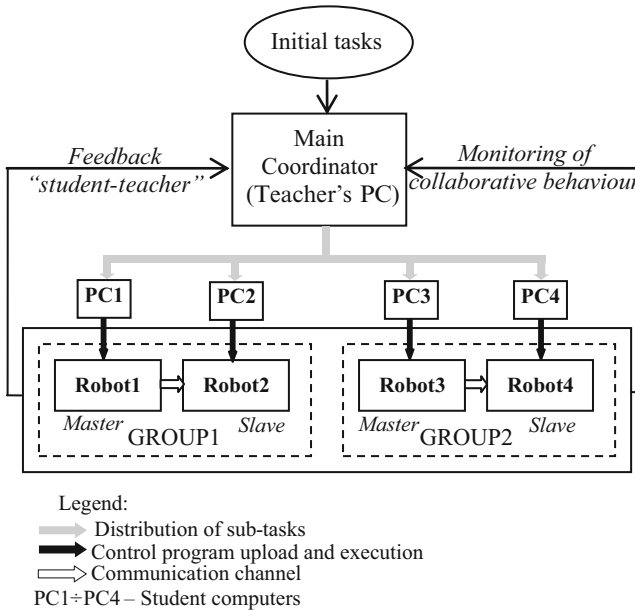 Initial tasks
Main
Coordinator
(Teacher's PC)
Feedback
“student-teacher”
Monitoring of
collaborative behaviour
PC1
PC2
PC3
PC4
Robot1
Robot2
Robot3
Robot4
Master
Slave
Master
Slave
GROUP1
GROUP2
Legend:
Distribution of sub-tasks
Control program upload and execution
Communication channel
PC1÷PC4 – Student computers